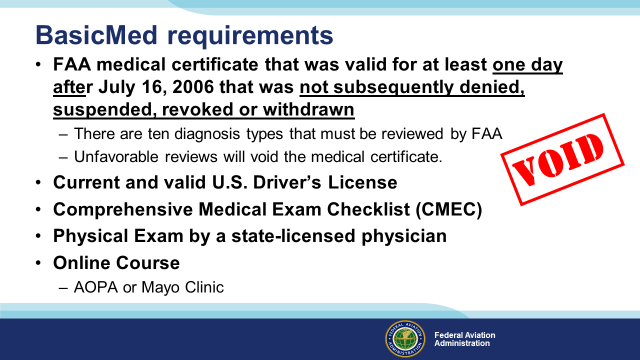 BasicMed requirements
• FAA medical certificate that was valid for at least one day
after July 16, 2006 that was not subsequently denied,
suspended, revoked or withdrawn
– There are ten diagnosis types that must be reviewed by FAA
– Unfavorable reviews will void the medical certificate.
VOID
• Current and valid U.S. Driver's License
• Comprehensive Medical Exam Checklist (CMEC)
• Physical Exam by a state-licensed physician
• Online Course
– AOPA or Mayo Clinic
Federal Aviation
Administration